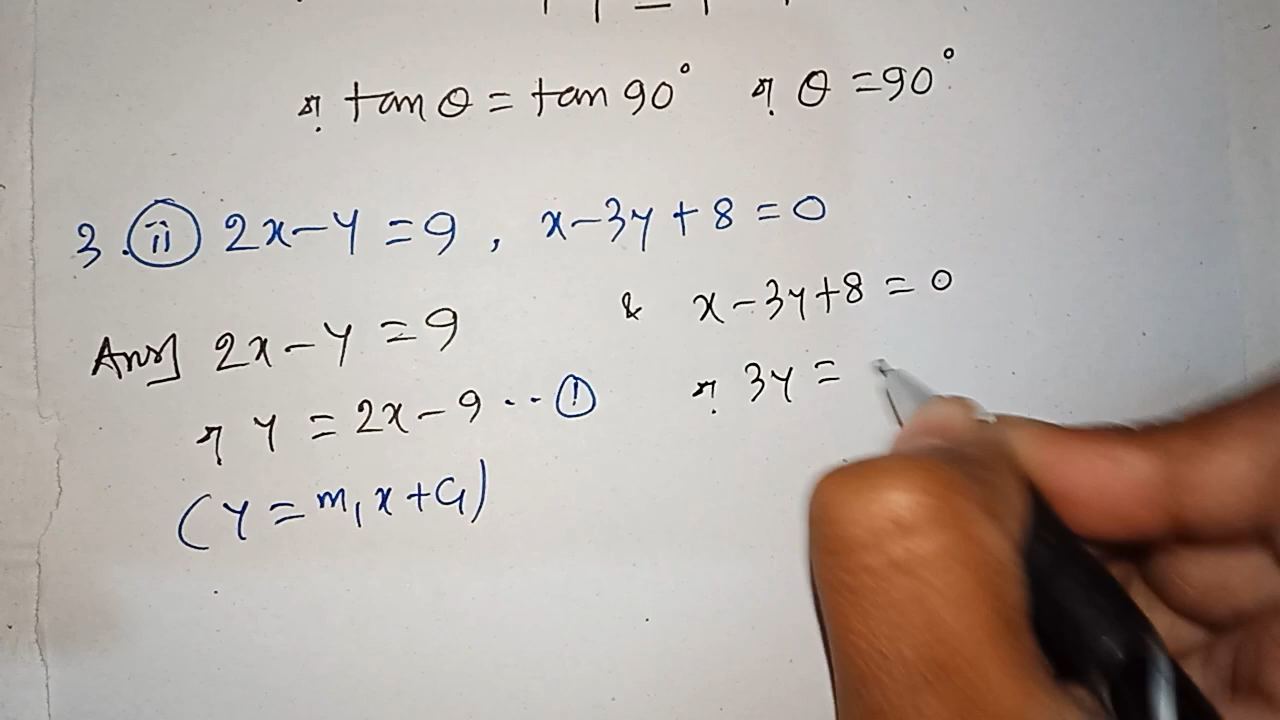 বা, tan θ = tan 90° বা, θ = 90°
3. ii 2x - y = 9, x - 3y + 8 = 0
Ans] 2x - y = 9 & x - 3y + 8 = 0
বা, y = 2x - 9 ... ① বা, 3y =
(y = m₁x + c₁)